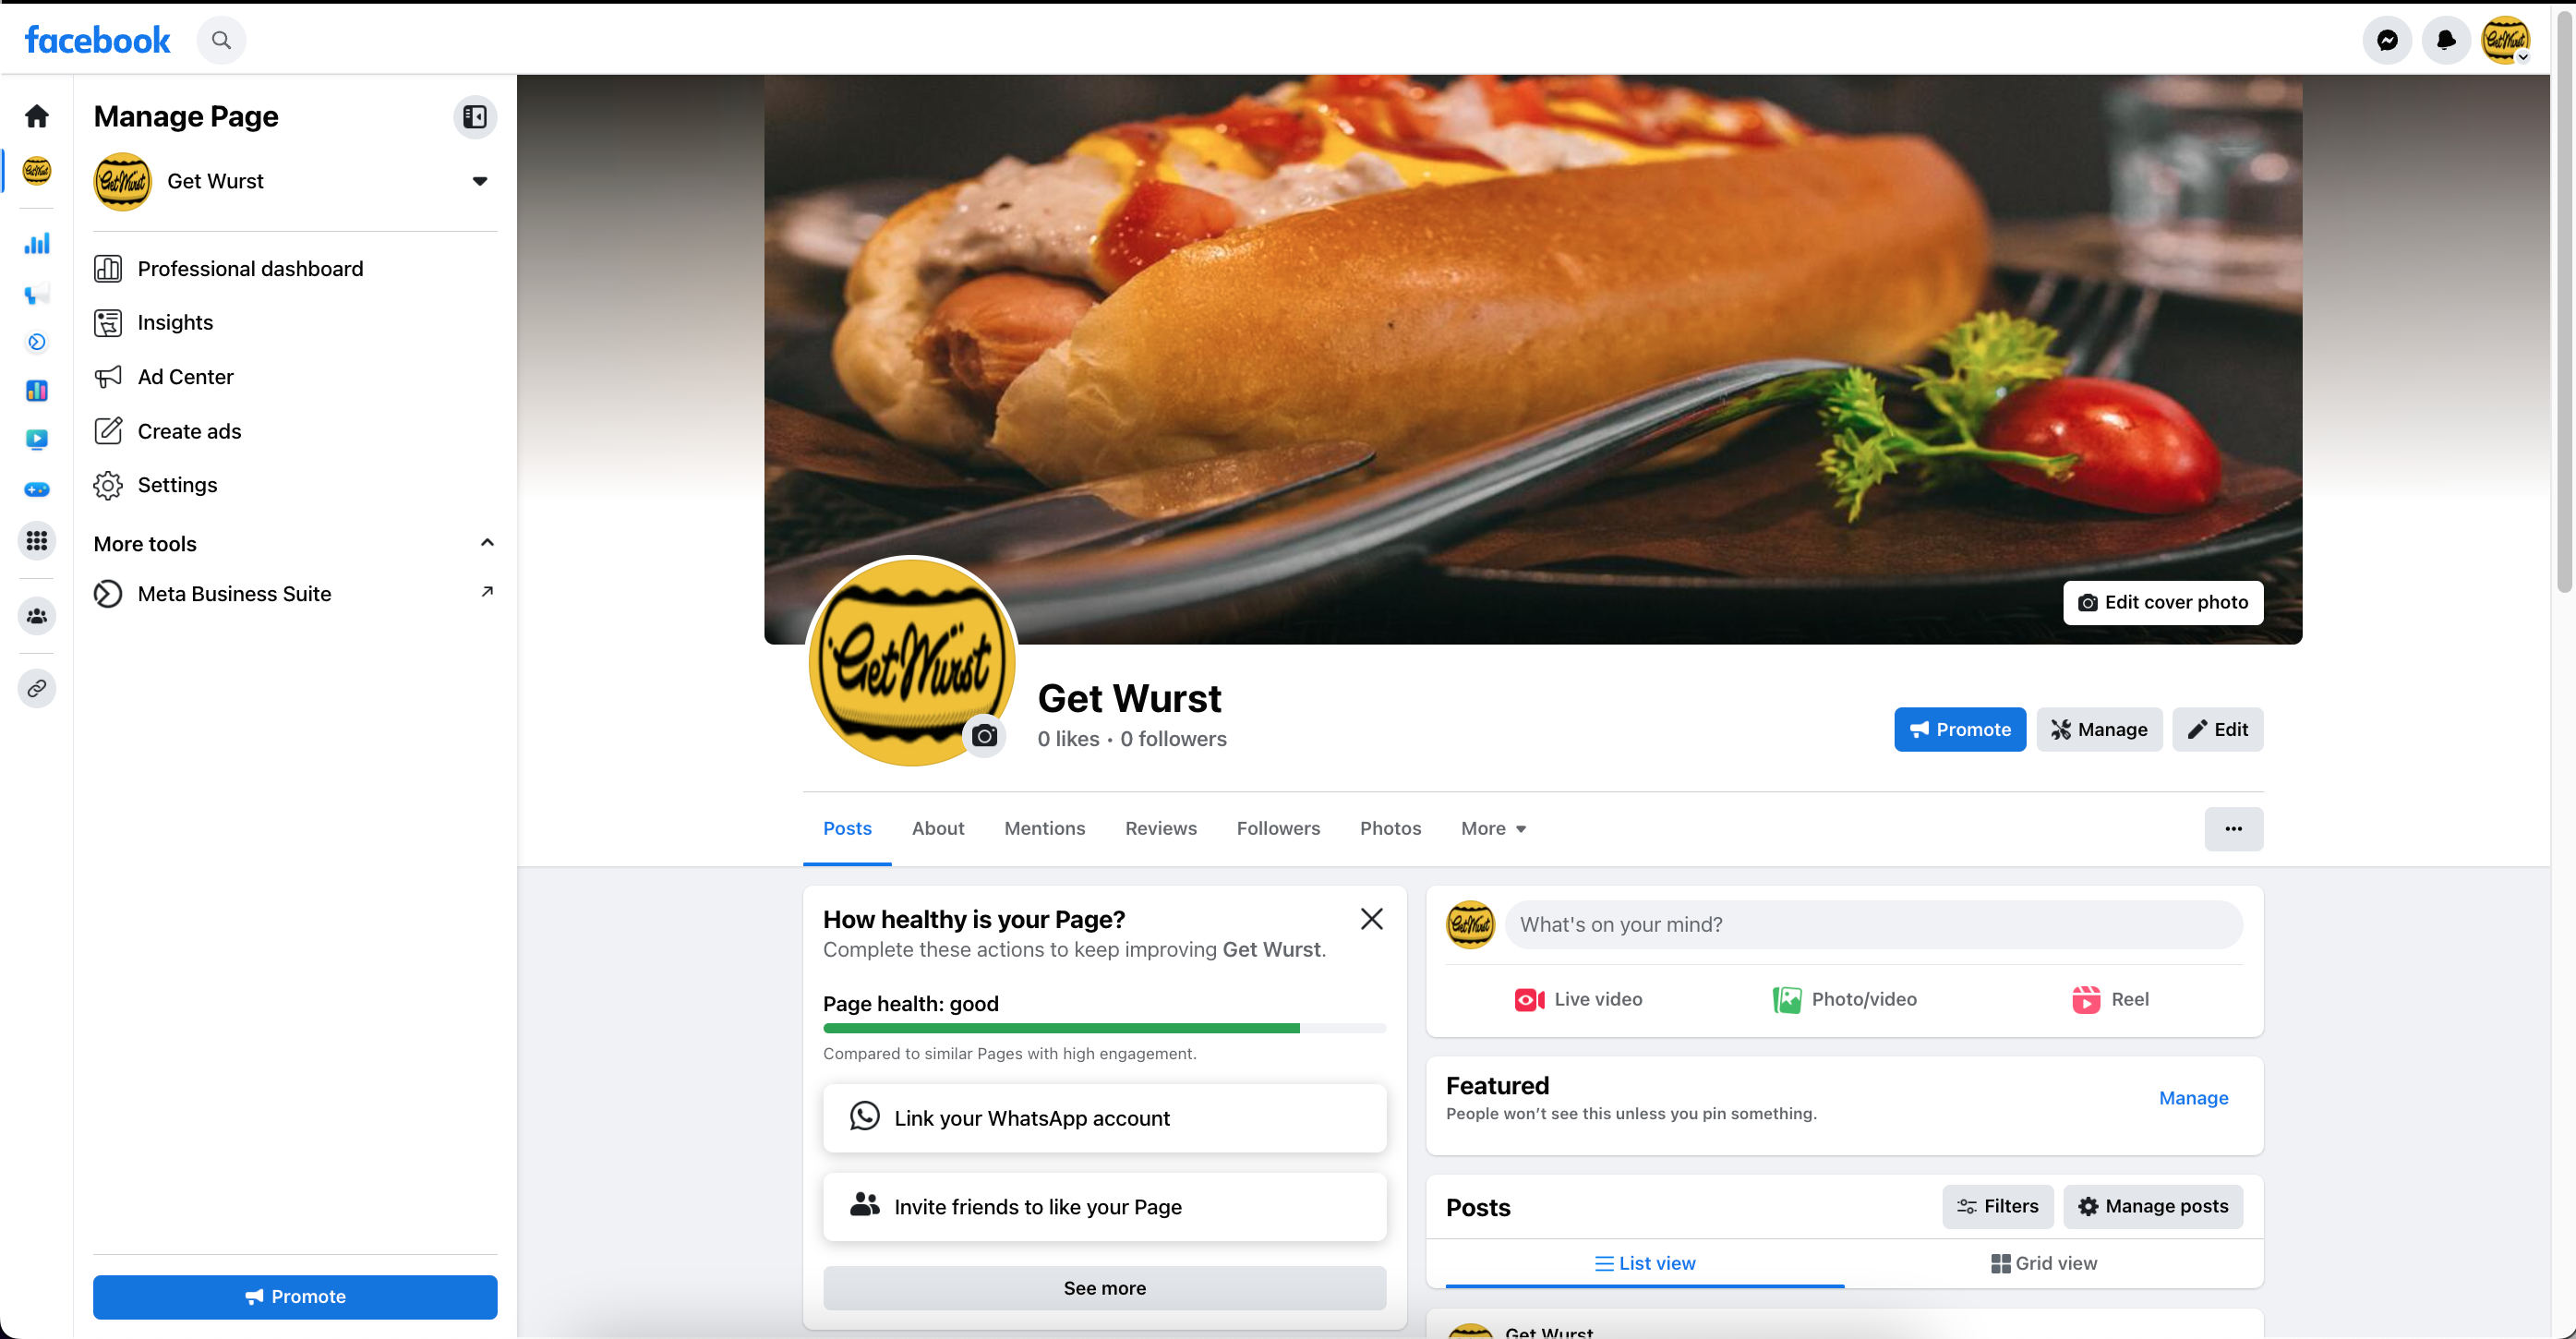 facebook
Manage Page
Get Wurst
Professional dashboard
Insights
Ad Center
Create ads
Settings
More tools
Meta Business Suite
Promote
Edit cover photo
Get Wurst
Get Wurst
0 likes • 0 followers
Promote
Manage
Edit
Posts
About
Mentions
Reviews
Followers
Photos
More
How healthy is your Page?
Complete these actions to keep improving Get Wurst.
Page health: good
Compared to similar Pages with high engagement.
Link your WhatsApp account
Invite friends to like your Page
See more
What's on your mind?
Live video
Photo/video
Reel
Featured
People won’t see this unless you pin something.
Manage
Posts
Filters
Manage posts
List view
Grid view
Get Wurst